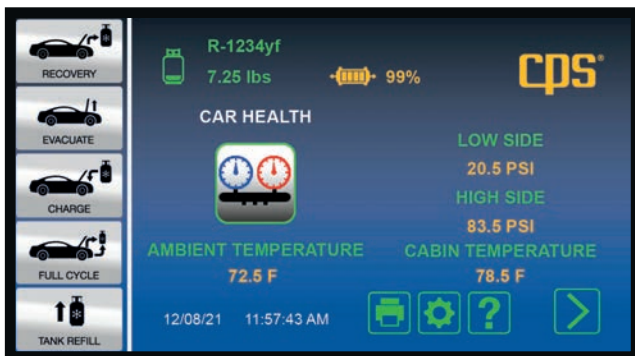 RECOVERY
EVACUATE
CHARGE
FULL CYCLE
TANK REFILL
R-1234yf
7.25 lbs
99%
cps®
CAR HEALTH
LOW SIDE
20.5 PSI
HIGH SIDE
83.5 PSI
AMBIENT TEMPERATURE
72.5 F
CABIN TEMPERATURE
78.5 F
12/08/21 11:57:43 AM
?